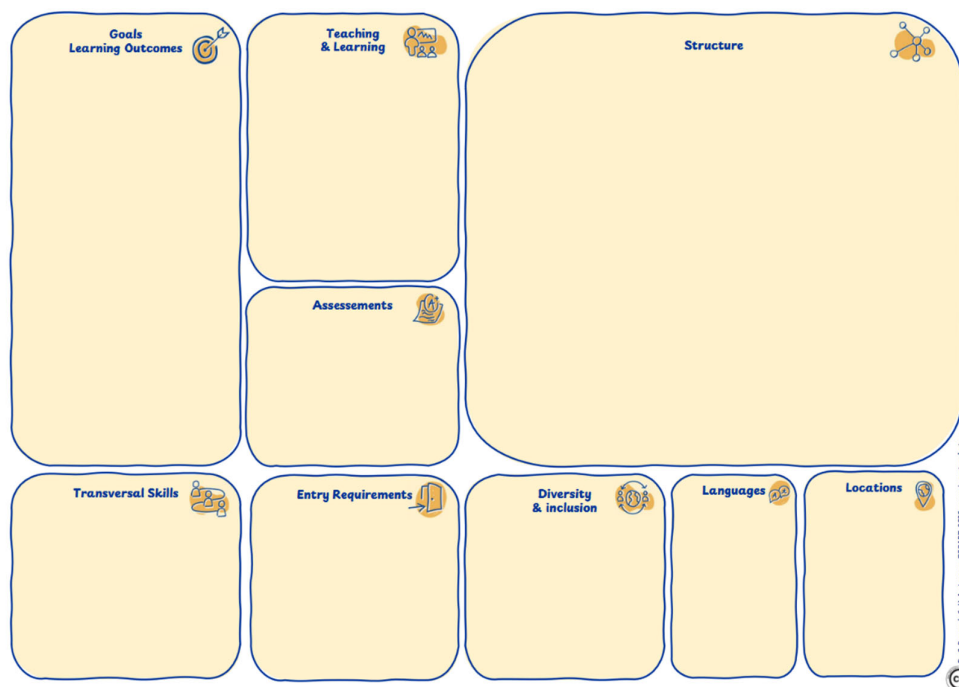 Goals
Learning Outcomes
Teaching
& Learning
Structure
Assessements
Transversal Skills
Entry Requirements
Diversity
& inclusion
Languages
Locations